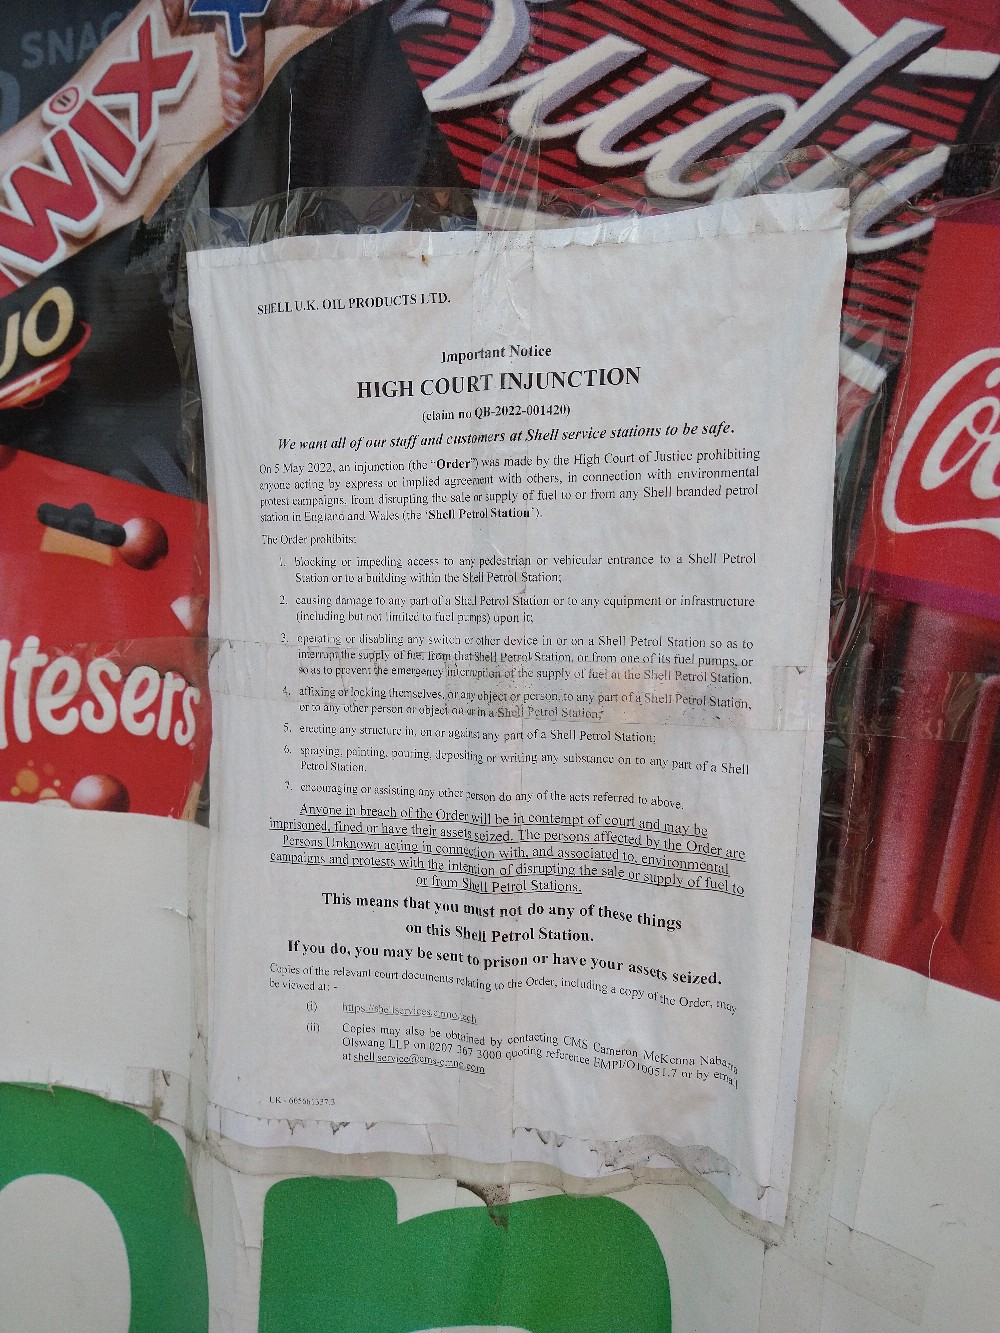 SNAC
TWIX
UO
Budw
Co
ltesers
SHELL U.K. OIL PRODUCTS LTD.
Important Notice
HIGH COURT INJUNCTION
(claim no QB-2022-001420)
We want all of our staff and customers at Shell service stations to be safe.
On 5 May 2022, an injunction (the "Order") was made by the High Court of Justice prohibiting
anyone acting by express or implied agreement with others, in connection with environmental
protest campaigns, from disrupting the sale or supply of fuel to or from any Shell branded petrol
station in England and Wales (the 'Shell Petrol Station').
The Order prohibits:
1. blocking or impeding access to any pedestrian or vehicular entrance to a Shell Petrol
Station or to a building within the Shell Petrol Station;
2. causing damage to any part of a Shell Petrol Station or to any equipment or infrastructure
(including but not limited to fuel pumps) upon it;
3. operating or disabling any switch or other device in or on a Shell Petrol Station so as to
interrupt the supply of fuel from that Shell Petrol Station, or from one of its fuel pumps, or
so as to prevent the emergency interruption of the supply of fuel at the Shell Petrol Station.
4. affixing or locking themselves, or any object or person, to any part of a Shell Petrol Station,
or to any other person or object on or in a Shell Petrol Station;
5. erecting any structure in, on or against any part of a Shell Petrol Station;
6. spraying, painting, pouring, depositing or writing any substance on to any part of a Shell
Petrol Station.
7. encouraging or assisting any other person do any of the acts referred to above.
Anyone in breach of the Order will be in contempt of court and may be
imprisoned, fined or have their assets seized. The persons affected by the Order are
Persons Unknown acting in connection with, and associated to, environmental
campaigns and protests with the intention of disrupting the sale or supply of fuel to
or from Shell Petrol Stations.
This means that you must not do any of these things
on this Shell Petrol Station.
If you do, you may be sent to prison or have your assets seized.
Copies of the relevant court documents relating to the Order, including a copy of the Order, may
be viewed at: -
(i) https://shellservices.cmno.tech
(ii) Copies may also be obtained by contacting CMS Cameron McKenna Nabarro
Olswang LLP on 0207 367 3000 quoting reference or by email
at shell.service@cms-cmno.com
on